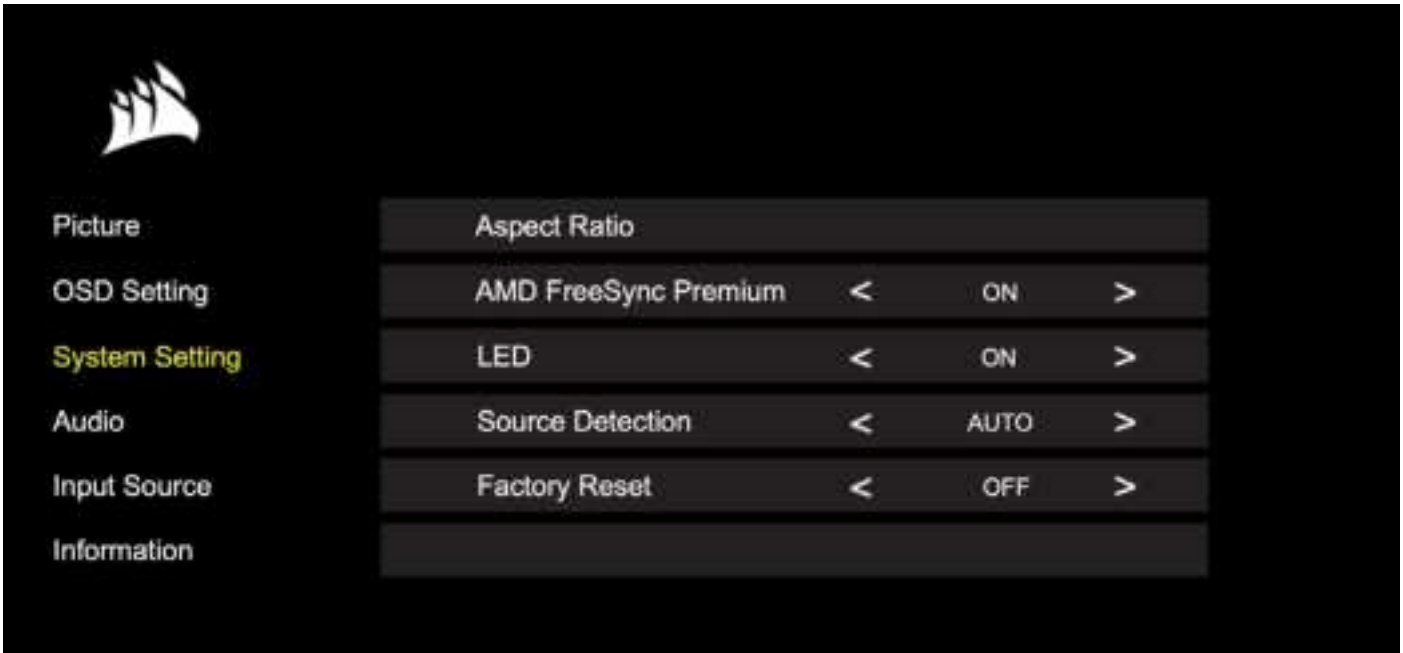 Picture
Aspect Ratio
OSD Setting
AMD FreeSync Premium < ON >
System Setting
LED < ON >
Audio
Source Detection < AUTO >
Input Source
Factory Reset < OFF >
Information